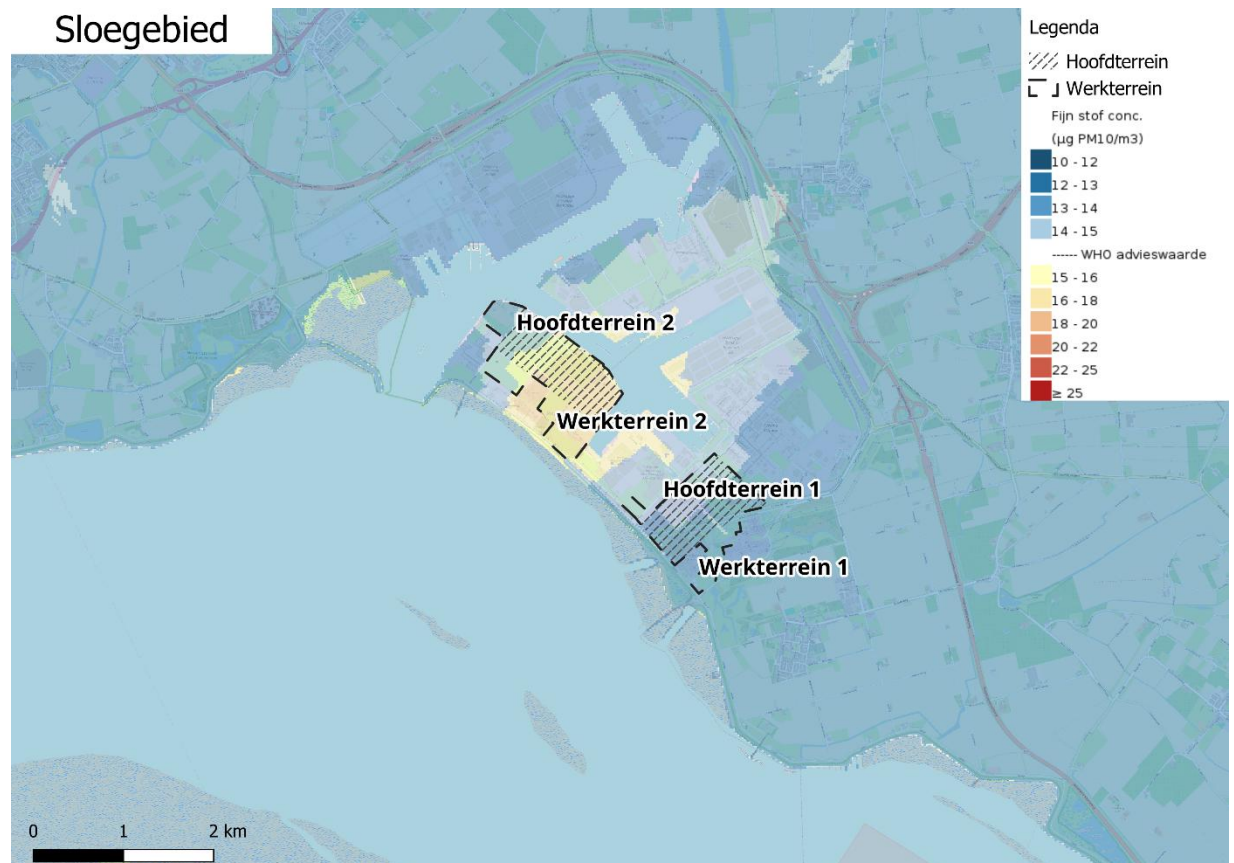 Sloegebied
Legenda
Hoofdterrein
Werkterrein
Fijn stof conc.
(µg PM10/m3)
10 - 12
12 - 13
13 - 14
14 - 15
------ WHO advieswaarde
15 - 16
16 - 18
18 - 20
20 - 22
22 - 25
≥ 25
Hoofdterrein 2
Werkterrein 2
Hoofdterrein 1
Werkterrein 1
0 1 2 km